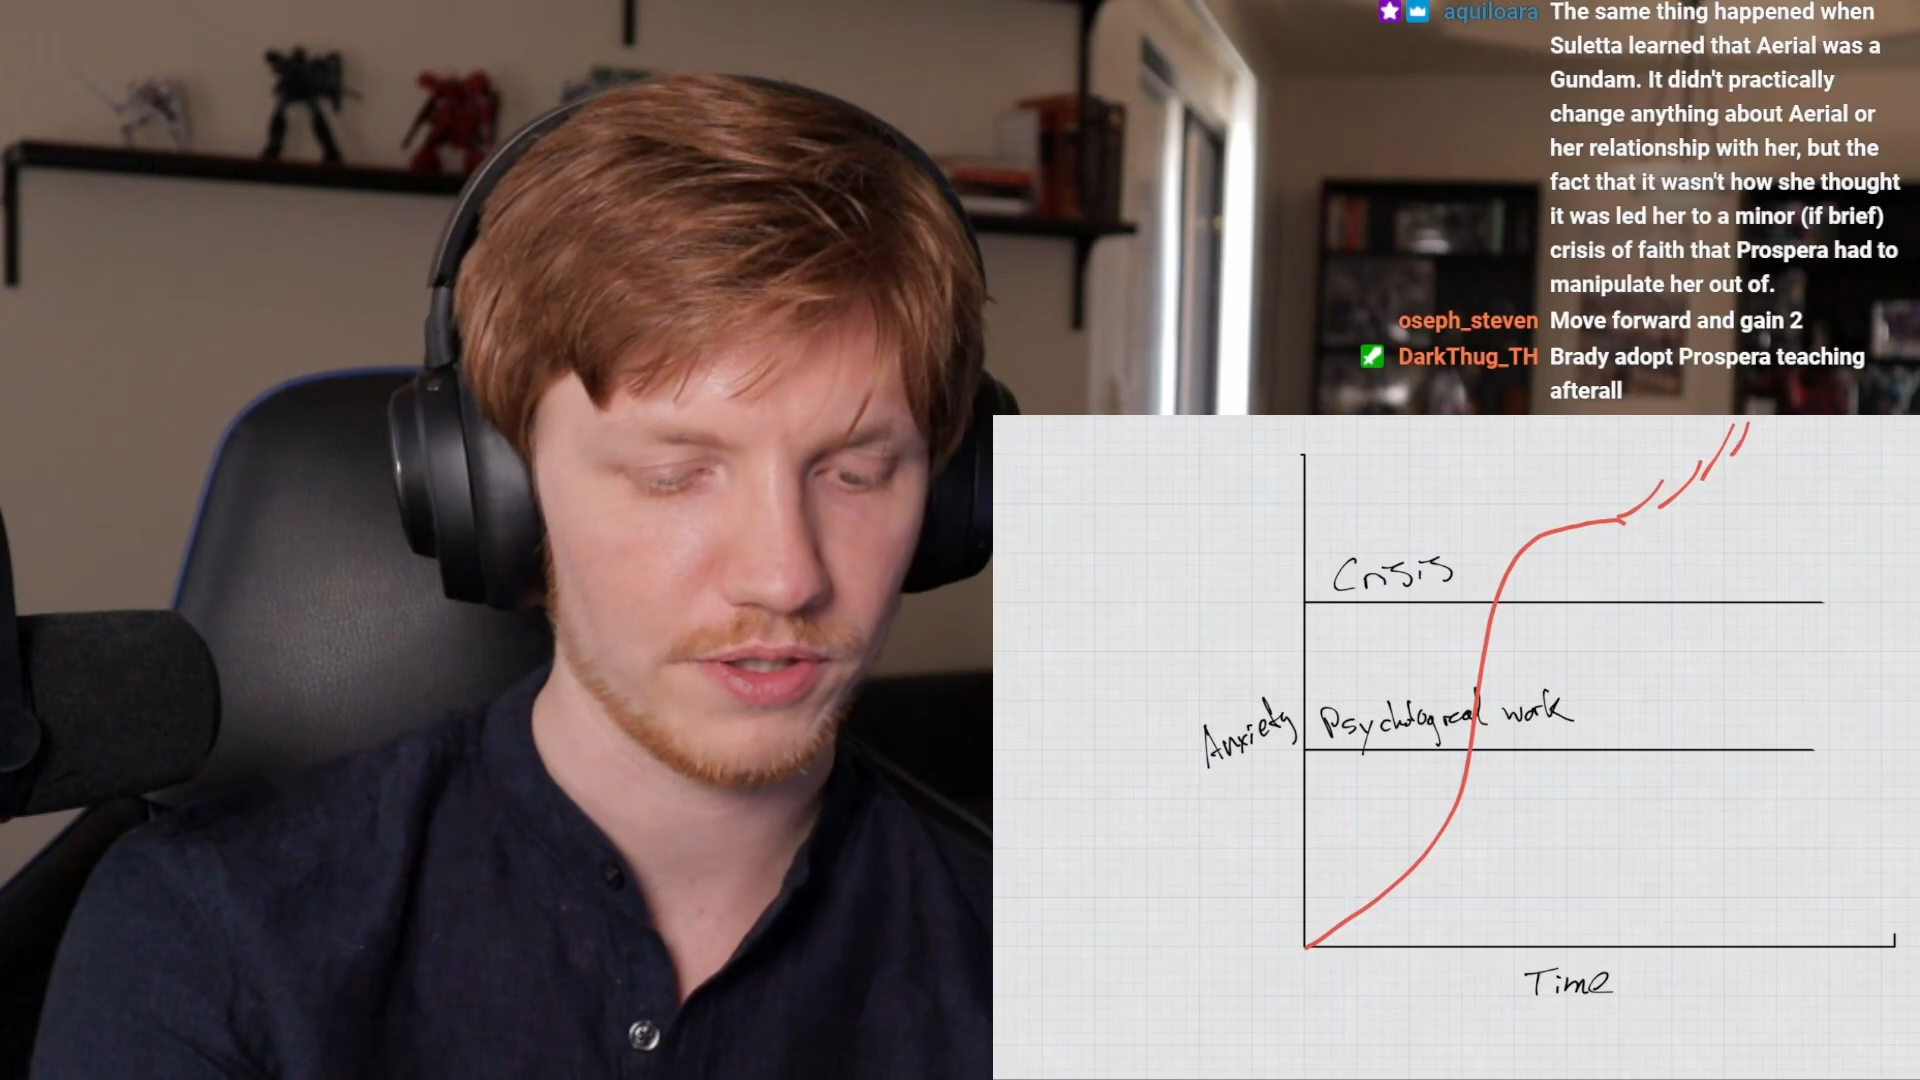 aquiloara The same thing happened when
Suletta learned that Aerial was a
Gundam. It didn't practically
change anything about Aerial or
her relationship with her, but the
fact that it wasn't how she thought
it was led her to a minor (if brief)
crisis of faith that Prospera had to
manipulate her out of.
oseph_steven Move forward and gain 2
DarkThug_TH Brady adopt Prospera teaching
afterall
Crisis
Anxiety
Psychological work
Time